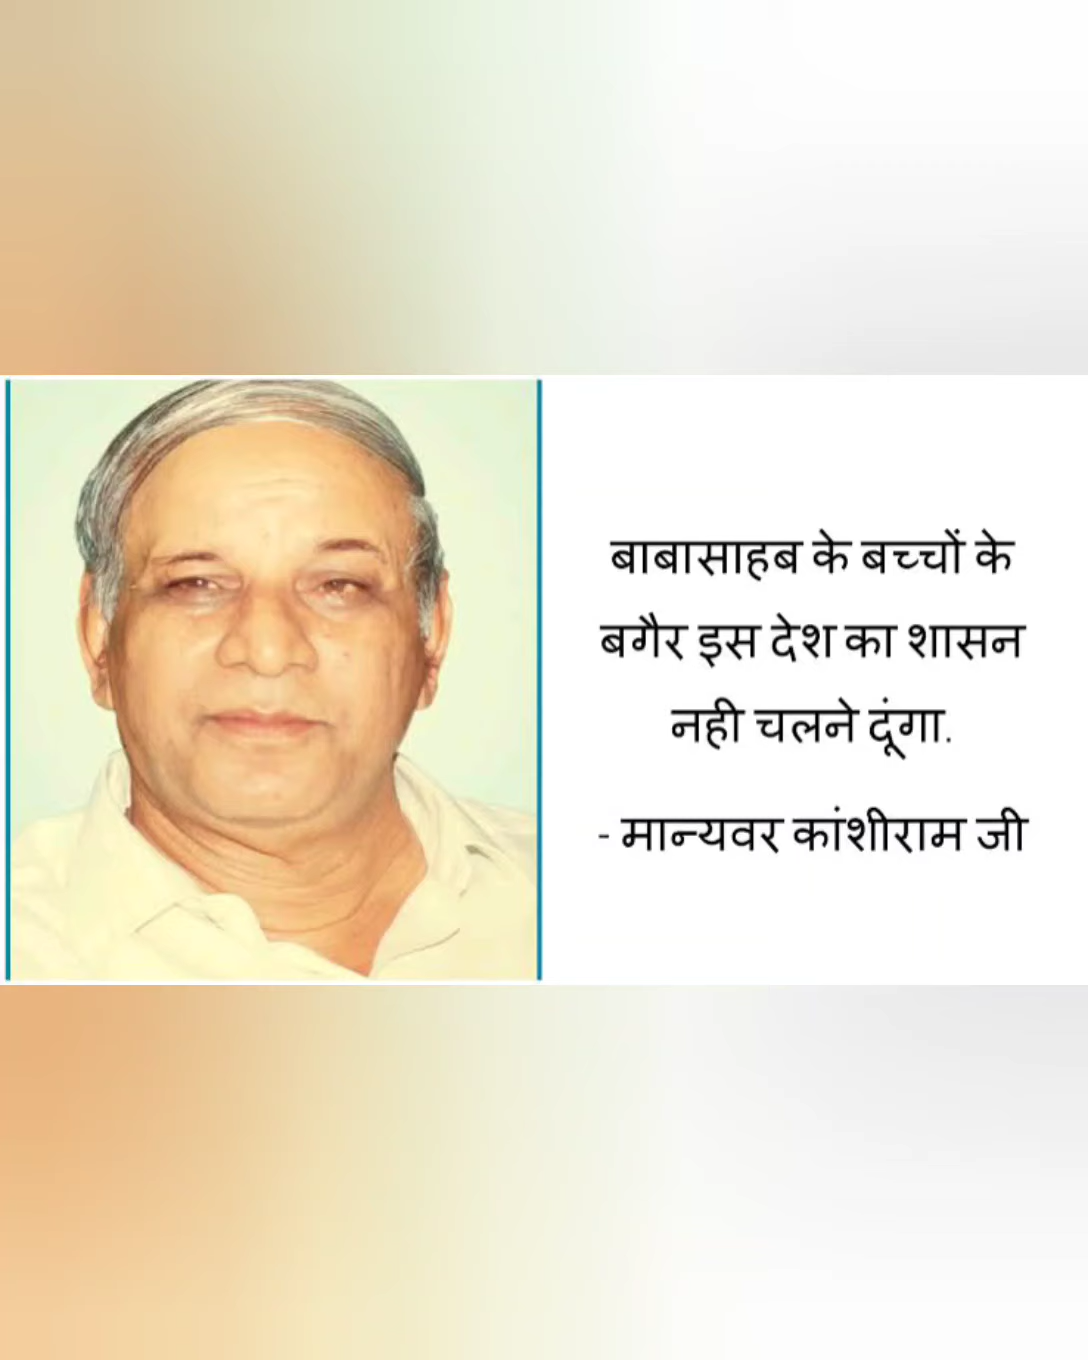 बाबासाहब के बच्चों के
बगैर इस देश का शासन
नही चलने दूंगा.
- मान्यवर कांशीराम जी